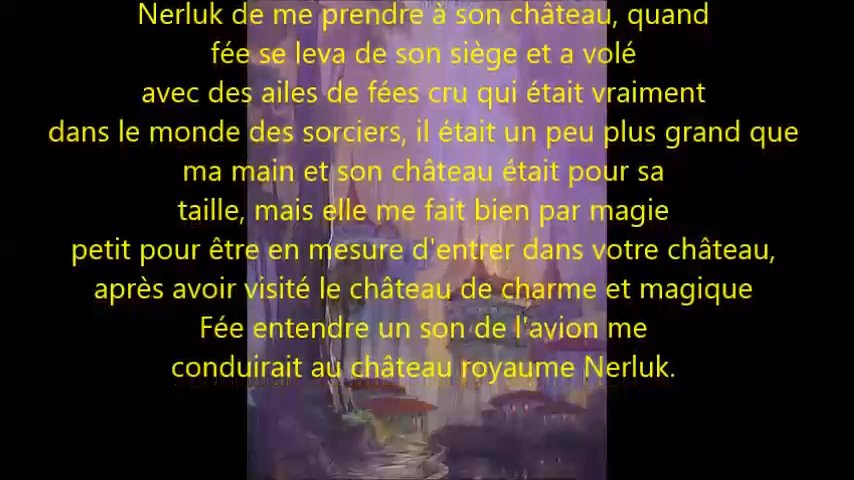 Nerluk de me prendre à son château, quand
fée se leva de son siège et a volé
avec des ailes de fées cru qui était vraiment
dans le monde des sorciers, il était un peu plus grand que
ma main et son château était pour sa
taille, mais elle me fait bien par magie
petit pour être en mesure d'entrer dans votre château,
après avoir visité le château de charme et magique
Fée entendre un son de l'avion me
conduirait au château royaume Nerluk.